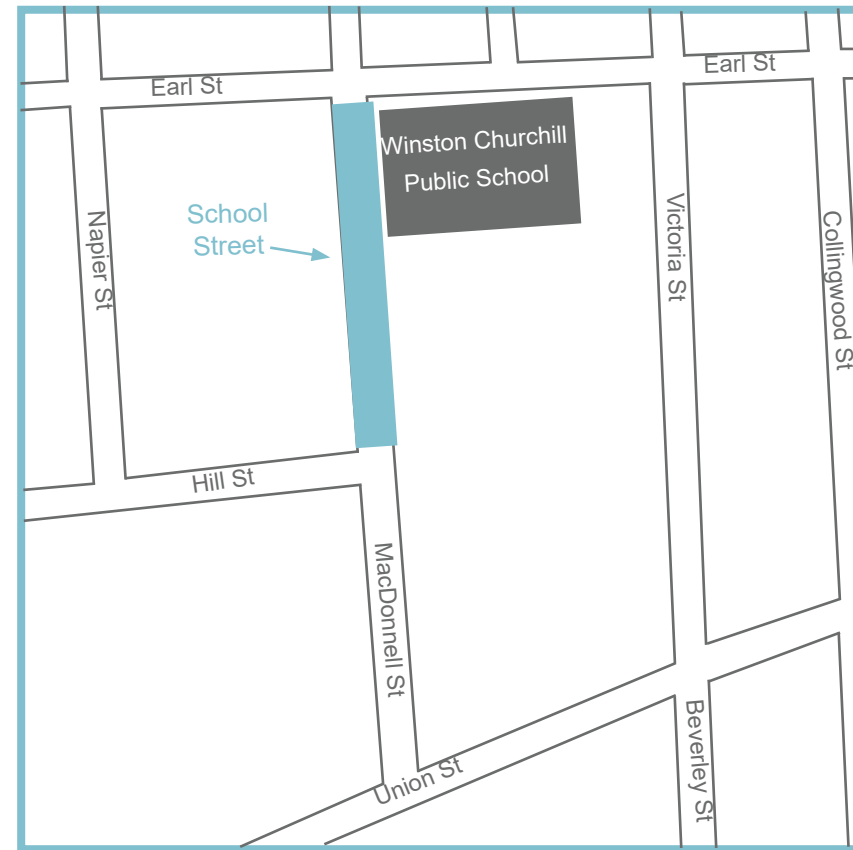 Earl St
Earl St
Winston Churchill
Public School
School
Street
Napier St
Victoria St
Collingwood St
Hill St
MacDonnell St
Union St
Beverley St